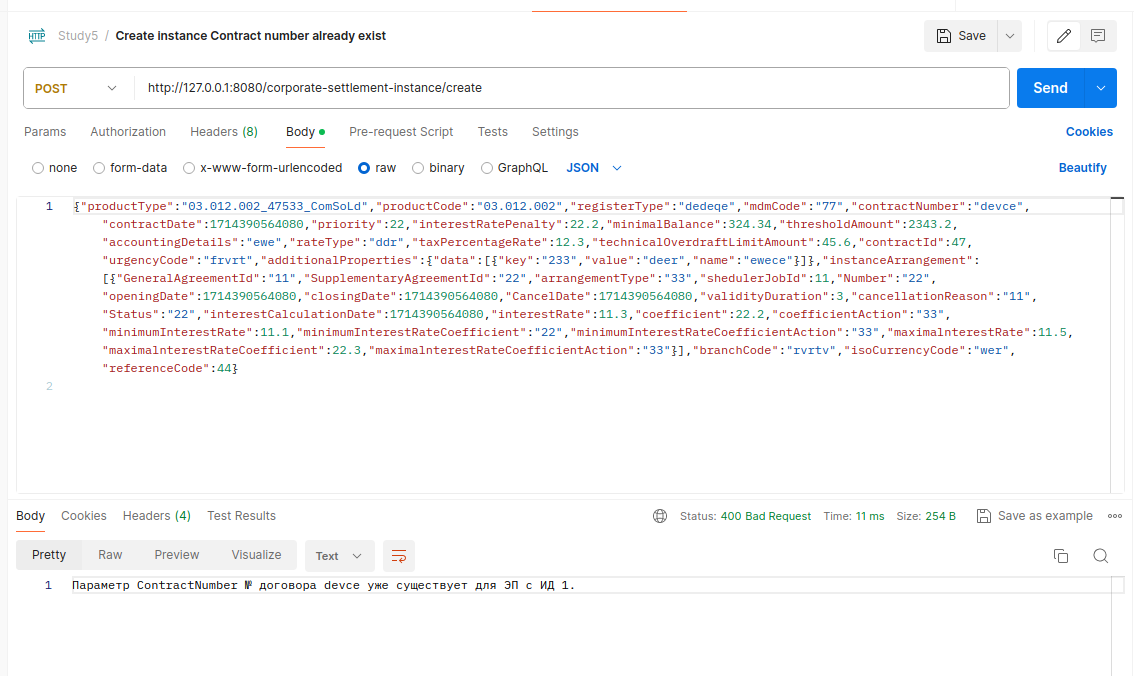 HTTP Study5 / Create instance Contract number already exist Save
POST http://127.0.0.1:8080/corporate-settlement-instance/create Send
Params Authorization Headers (8) Body Pre-request Script Tests Settings Cookies
none form-data x-www-form-urlencoded raw binary GraphQL JSON Beautify
1 {"productType":"03.012.002_47533_ComSoLd","productCode":"03.012.002","registerType":"dedeqe","mdmCode":"77","contractNumber":"devce",
"contractDate":1714390564080,"priority":22,"interestRatePenalty":22.2,"minimalBalance":324.34,"thresholdAmount":2343.2,
"accountingDetails":"ewe","rateType":"ddr","taxPercentageRate":12.3,"technicalOverdraftLimitAmount":45.6,"contractId":47,
"urgencyCode":"frvrt","additionalProperties":{"data":[{"key":"233","value":"deer","name":"ewece"}]},"instanceArrangement":
[{"GeneralAgreementId":"11","SupplementaryAgreementId":"22","arrangementType":"33","shedulerJobId":11,"Number":"22",
"openingDate":1714390564080,"closingDate":1714390564080,"CancelDate":1714390564080,"validityDuration":3,"cancellationReason":"11",
"Status":"22","interestCalculationDate":1714390564080,"interestRate":11.3,"coefficient":22.2,"coefficientAction":"33",
"minimumInterestRate":11.1,"minimumInterestRateCoefficient":"22","minimumInterestRateCoefficientAction":"33","maximalnterestRate":11.5,
"maximalnterestRateCoefficient":22.3,"maximalnterestRateCoefficientAction":"33"}],"branchCode":"rvrtv","isoCurrencyCode":"wer",
"referenceCode":44}
2
Body Cookies Headers (4) Test Results Status: 400 Bad Request Time: 11 ms Size: 254 B Save as example
Pretty Raw Preview Visualize Text
1 Параметр ContractNumber № договора devce уже существует для ЭП с ИД 1.